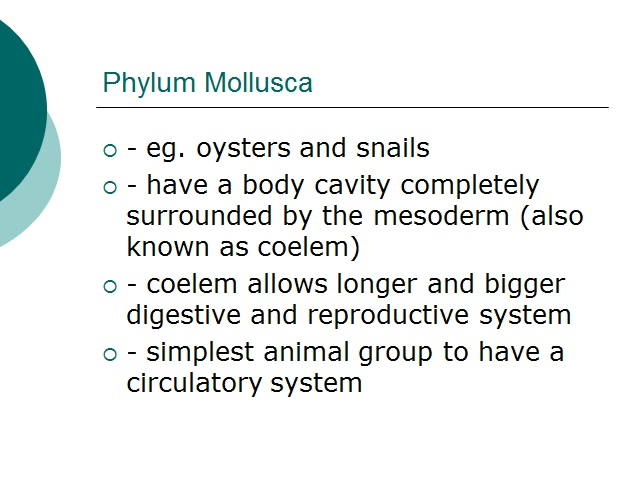 Phylum Mollusca
- eg. oysters and snails
- have a body cavity completely
surrounded by the mesoderm (also
known as coelem)
- coelem allows longer and bigger
digestive and reproductive system
- simplest animal group to have a
circulatory system